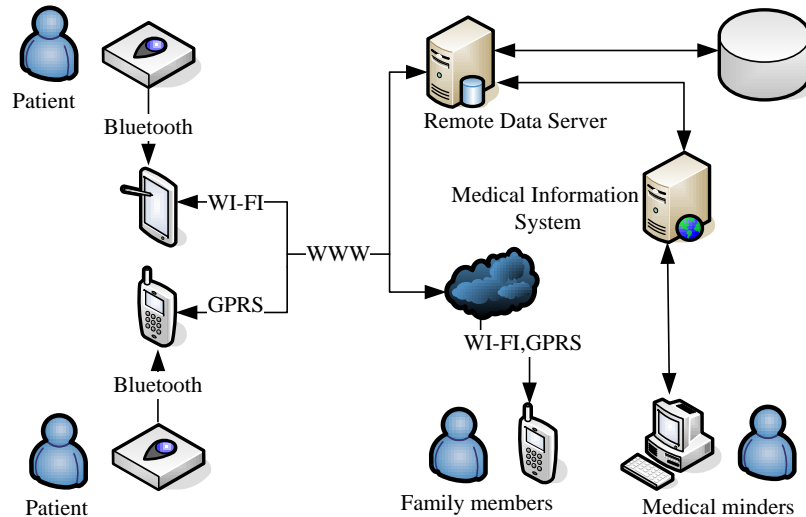 Patient
Bluetooth
Remote Data Server
WI-FI
Medical Information
System
WWW
GPRS
WI-FI,GPRS
Bluetooth
Patient
Family members
Medical minders